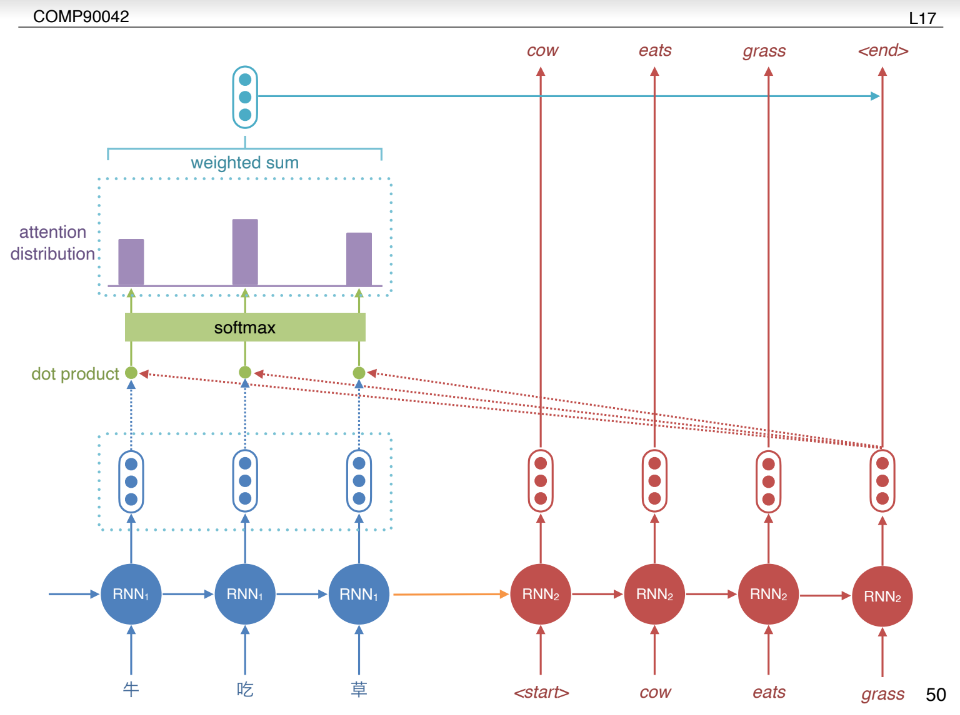 COMP90042
L17
cow eats grass <end>
weighted sum
attention
distribution
softmax
dot product
RNN₁ RNN₁ RNN₁ RNN₂ RNN₂ RNN₂ RNN₂
牛 吃 草 <start> cow eats grass
50